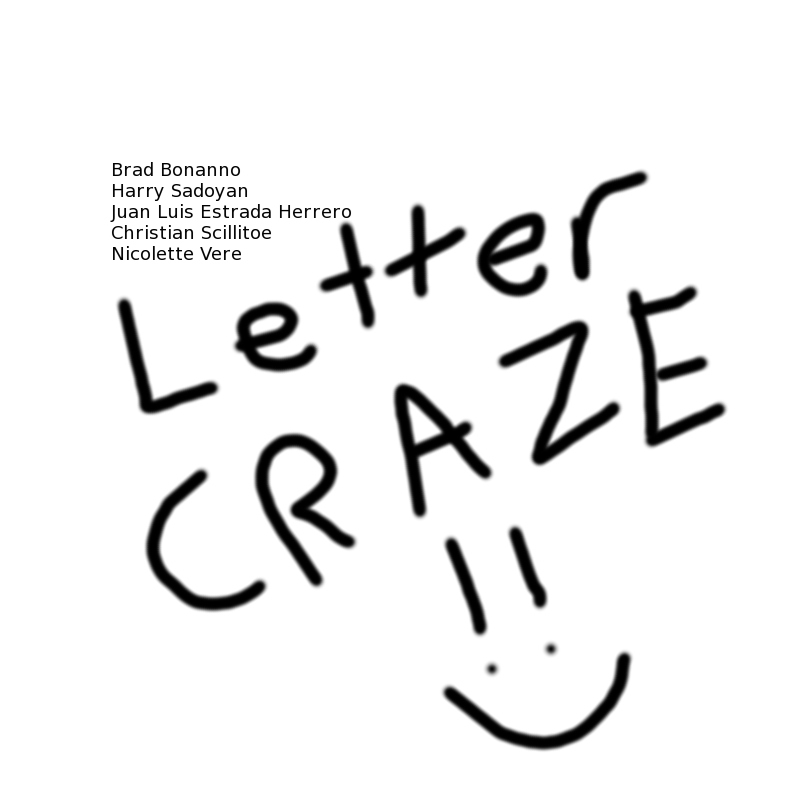 Brad Bonanno
Harry Sadoyan
Juan Luis Estrada Herrero
Christian Scillitoe
Nicolette Vere
Letter
CRAZE
!!